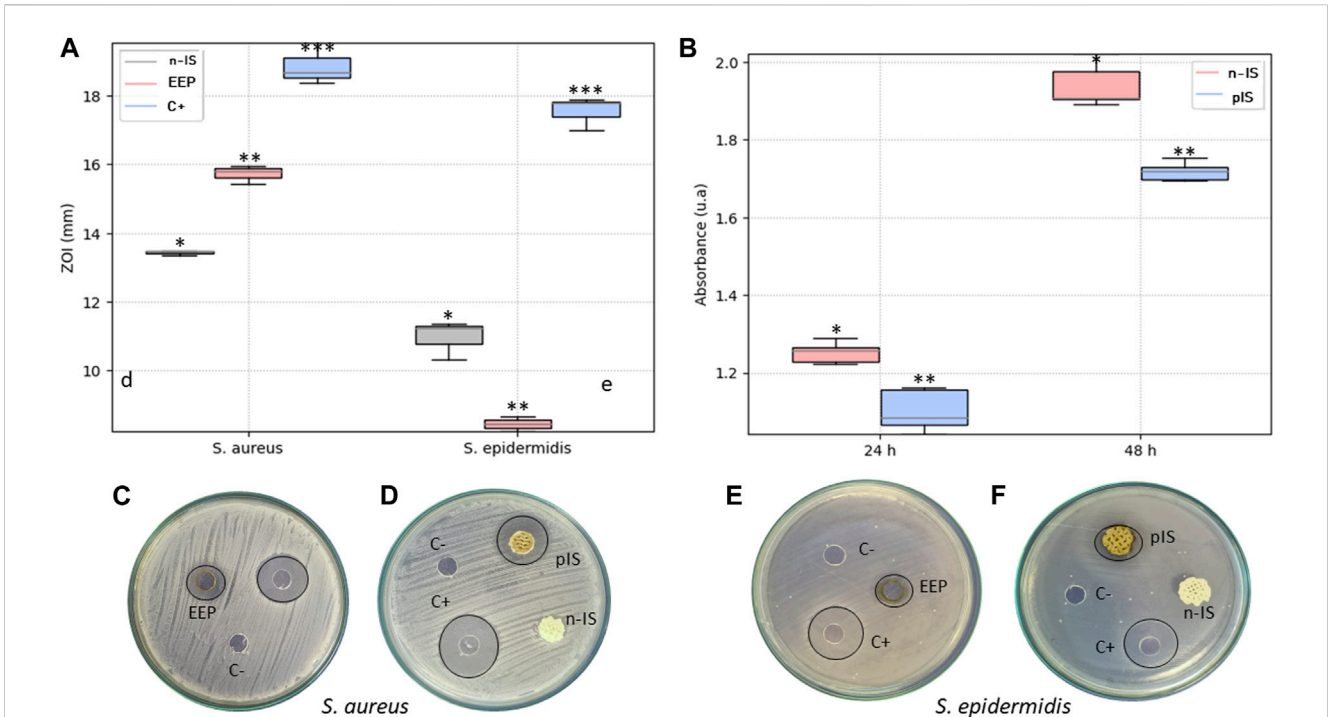 A
n-IS
EEP
C+
***
**
*
*
**
***
18
16
14
12
10
ZOI (mm)
d
e
S. aureus
S. epidermidis
B
n-IS
pIS
*
**
*
**
2.0
1.8
1.6
1.4
1.2
Absorbance (u.a)
24 h
48 h
C
EEP
C-
D
C-
pIS
C+
n-IS
S. aureus
E
C-
EEP
C+
F
pIS
C-
n-IS
C+
S. epidermidis